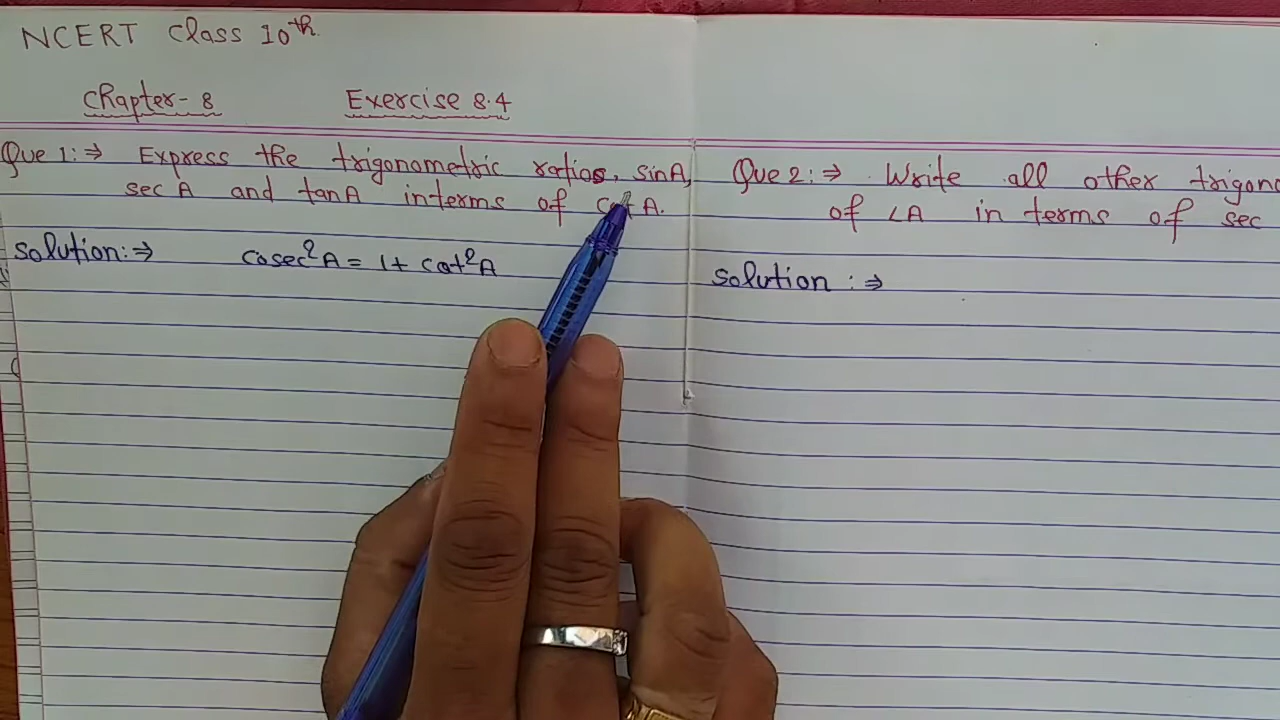 NCERT Class 10th
Chapter-8 Exercise 8.4
Que 1:⇒ Express the trigonometric ratios, sinA,
sec A and tanA interms of cot A.
Solution:⇒ cosec²A = 1+ cot²A
Que 2:⇒ Write all other trigono
of ∠A in terms of sec
Solution :⇒